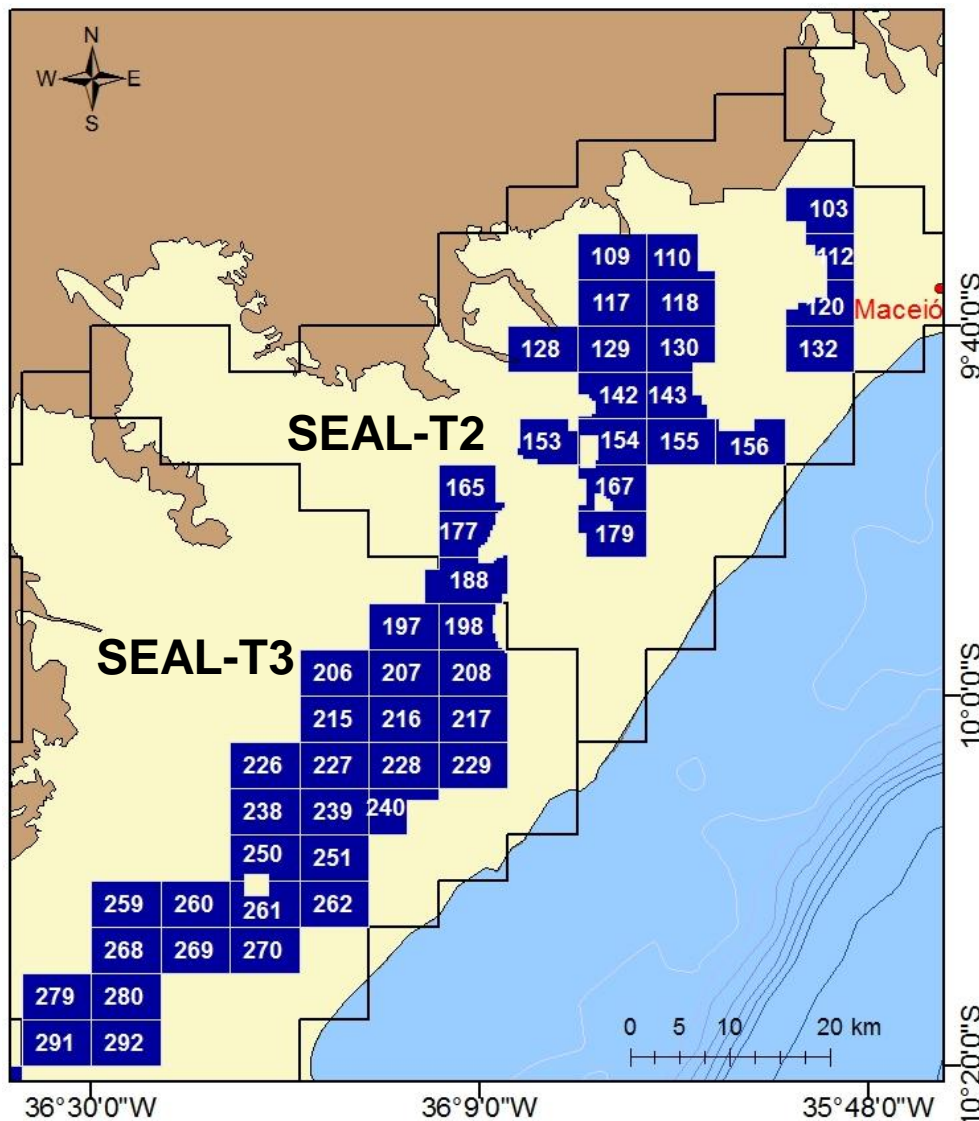 N
W E
S
103
109 110 112
117 118 120
Maceió
128 129 130 132
142 143
SEAL-T2
153 154 155 156
165 167
177 179
188
197 198
SEAL-T3
206 207 208
215 216 217
226 227 228 229
238 239 240
250 251
259 260 261 262
268 269 270
279 280
291 292
0 5 10 20 km
9°40'0"S
10°0'0"S
10°20'0"S
36°30'0"W 36°9'0"W 35°48'0"W